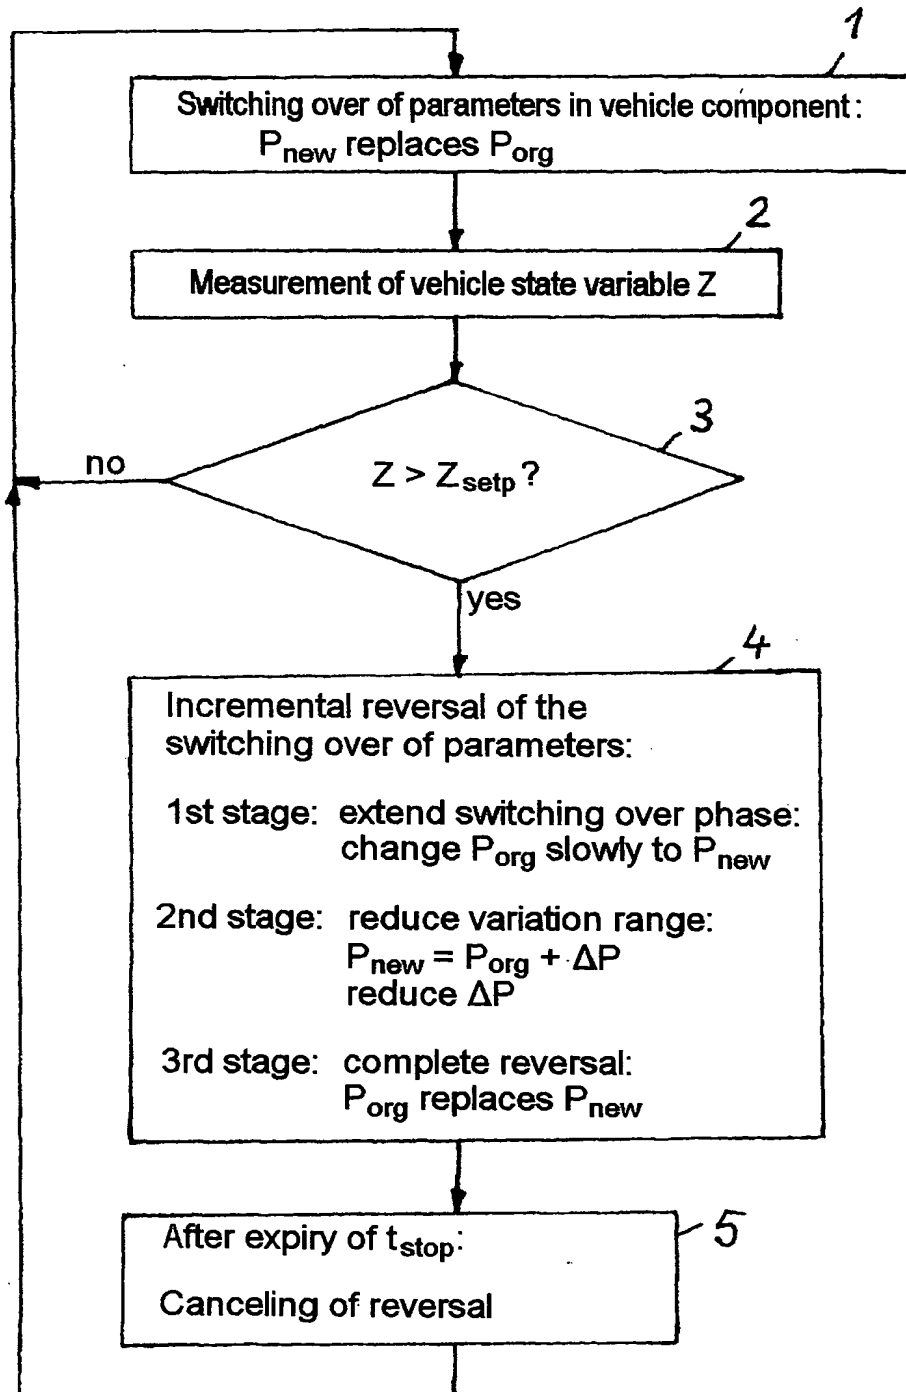 1
Switching over of parameters in vehicle component:
Pnew replaces Porg
2
Measurement of vehicle state variable Z
3
no
Z > Zsetp?
yes
4
Incremental reversal of the
switching over of parameters:
1st stage: extend switching over phase:
change Porg slowly to Pnew
2nd stage: reduce variation range:
Pnew = Porg + ΔP
reduce ΔP
3rd stage: complete reversal:
Porg replaces Pnew
5
After expiry of tstop:
Canceling of reversal